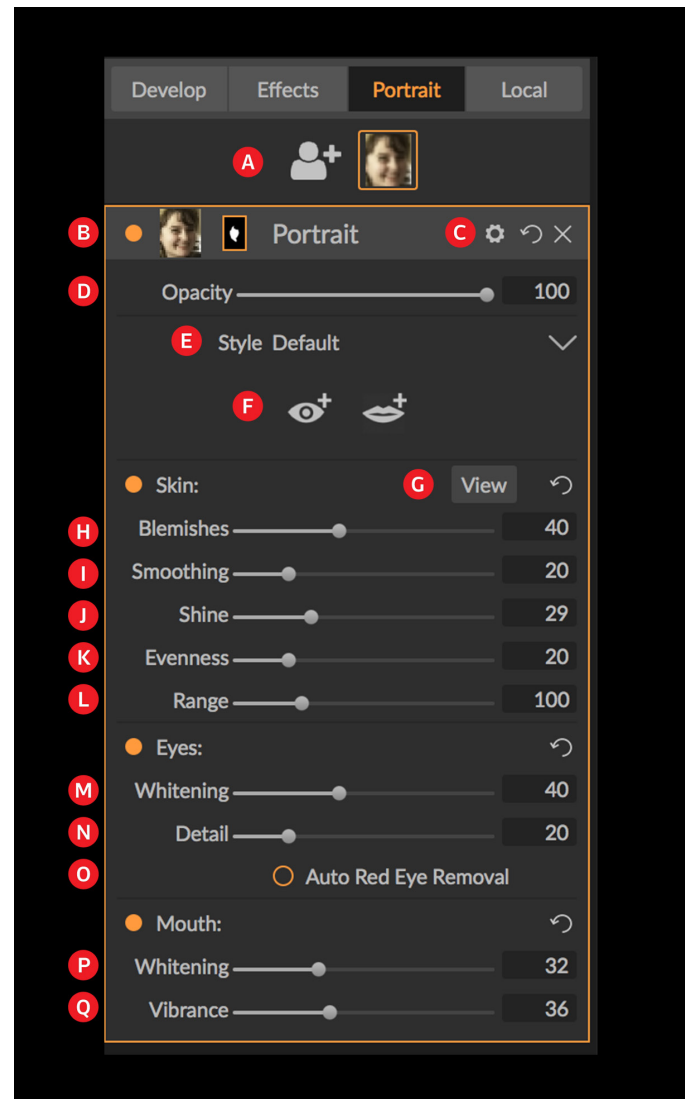 Develop Effects Portrait Local
A
B Portrait C
D Opacity 100
E Style Default
F
Skin: G View
H Blemishes 40
I Smoothing 20
J Shine 29
K Evenness 20
L Range 100
Eyes:
M Whitening 40
N Detail 20
O Auto Red Eye Removal
Mouth:
P Whitening 32
Q Vibrance 36